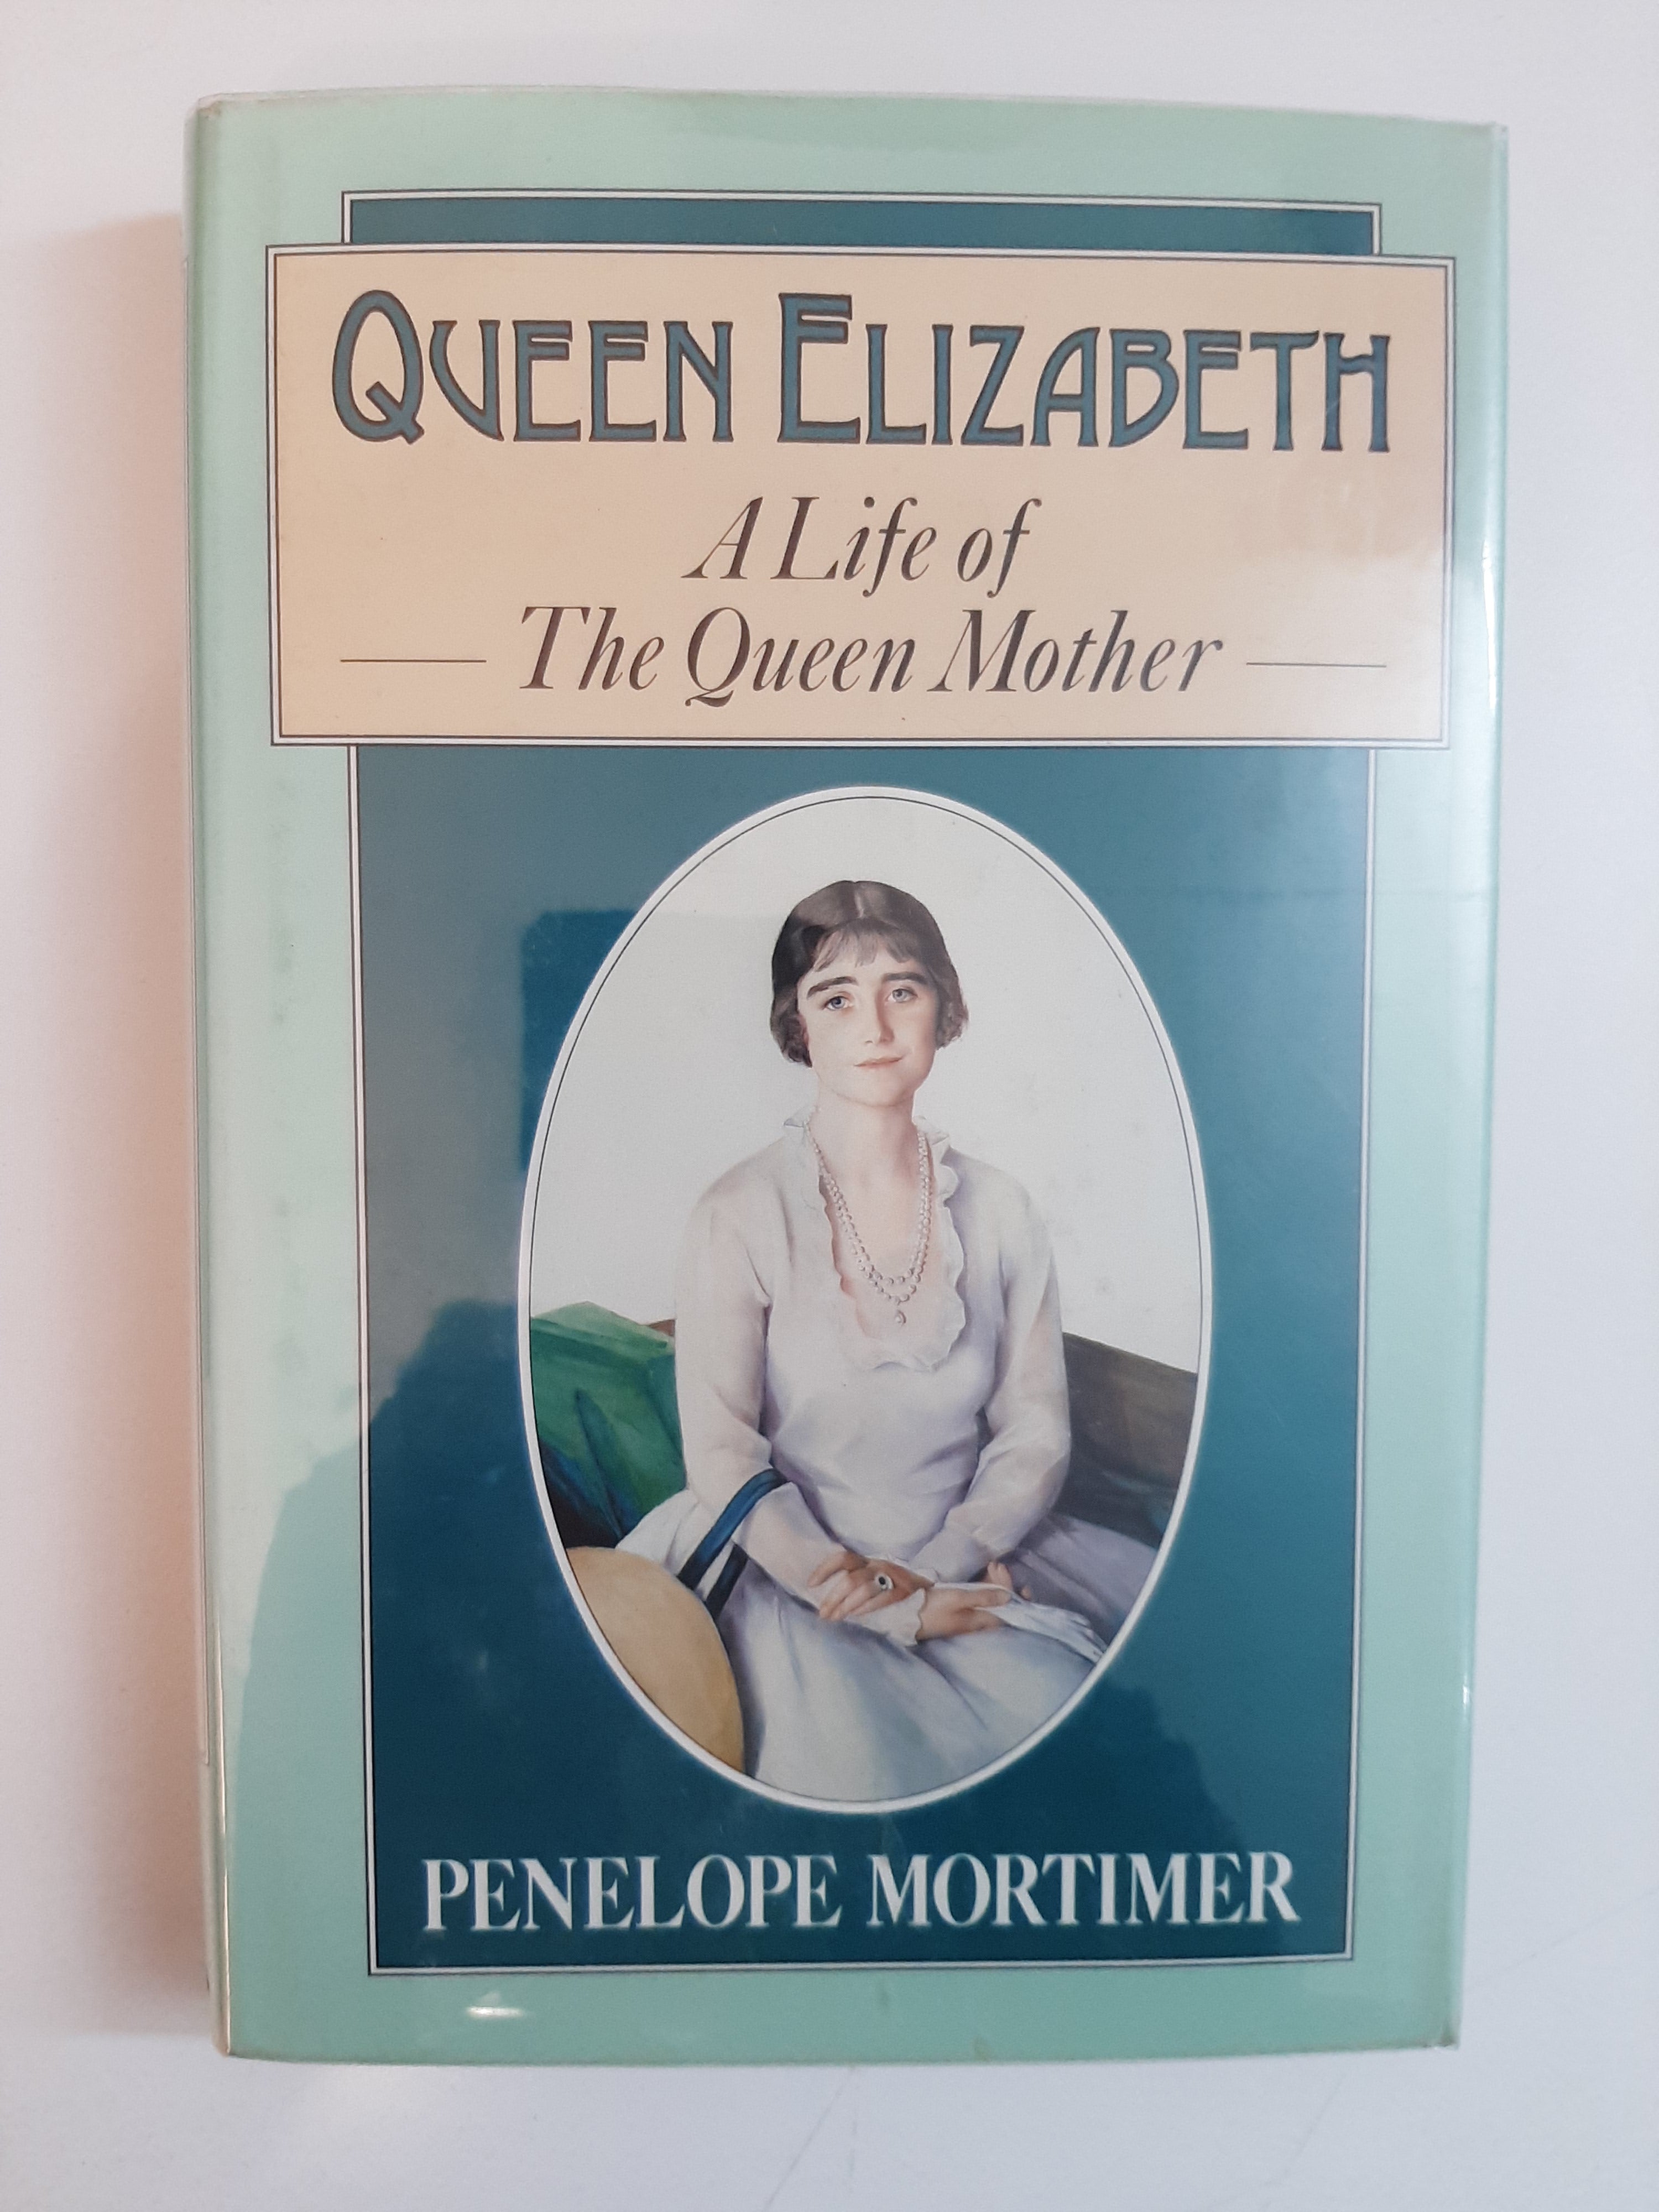 QUEEN ELIZABETH
A Life of
The Queen Mother
PENELOPE MORTIMER